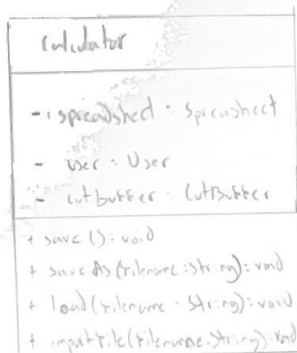 Calculator
- spreadsheet : Spreadsheet
- user : User
- cutbuffer : CutBuffer
+ save () : void
+ saveAs (filename : String) : void
+ load (filename : String) : void
+ importFile (filename : String) : void